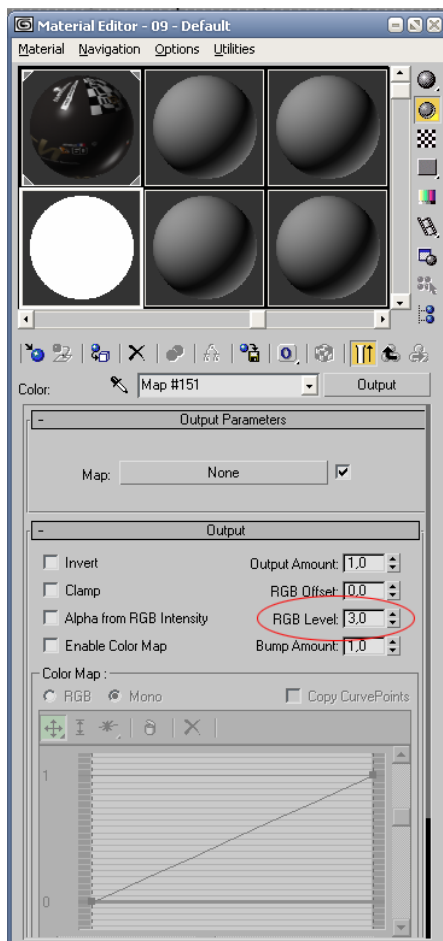 Material Editor - 09 - Default
Material Navigation Options Utilities
Color: Map #151 Output
- Output Parameters
Map: None
- Output
Invert Output Amount: 1,0
Clamp RGB Offset: 0,0
Alpha from RGB Intensity RGB Level: 3,0
Enable Color Map Bump Amount: 1,0
Color Map :
RGB Mono Copy CurvePoints
1
0